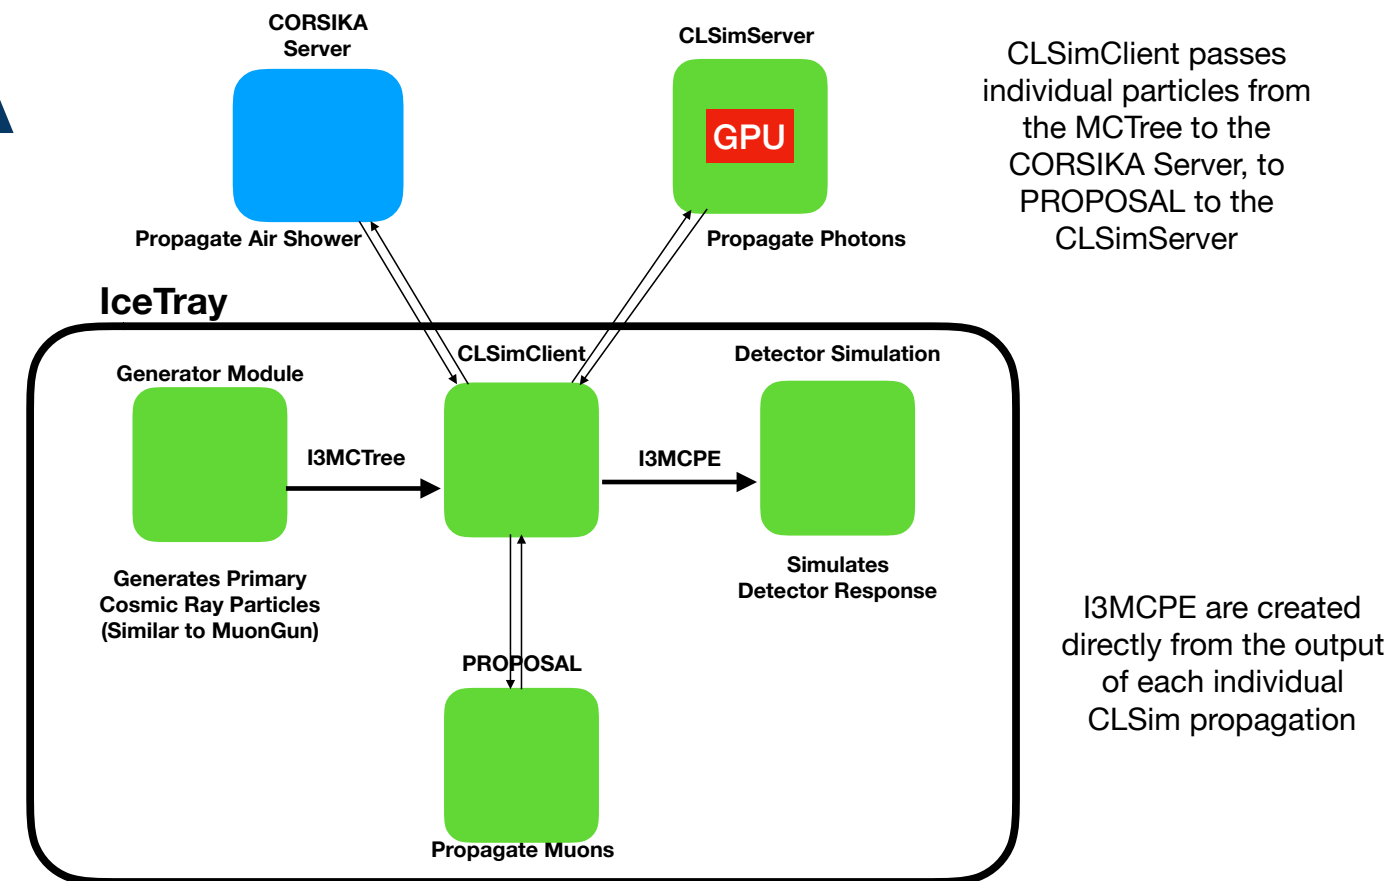 CORSIKA
Server
CLSimServer
GPU
CLSimClient passes
individual particles from
the MCTree to the
CORSIKA Server, to
PROPOSAL to the
CLSimServer
Propagate Air Shower
Propagate Photons
IceTray
CLSimClient
Detector Simulation
Generator Module
I3MCTree
I3MCPE
Generates Primary
Cosmic Ray Particles
(Similar to MuonGun)
Simulates
Detector Response
I3MCPE are created
directly from the output
of each individual
CLSim propagation
PROPOSAL
Propagate Muons